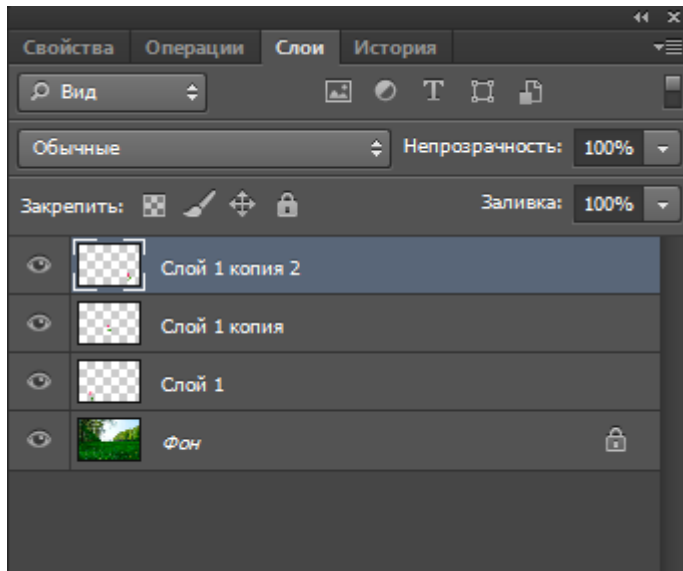 Свойства Операции Слои История
Вид T
Обычные Непрозрачность: 100%
Закрепить: Заливка: 100%
Слой 1 копия 2
Слой 1 копия
Слой 1
Фон